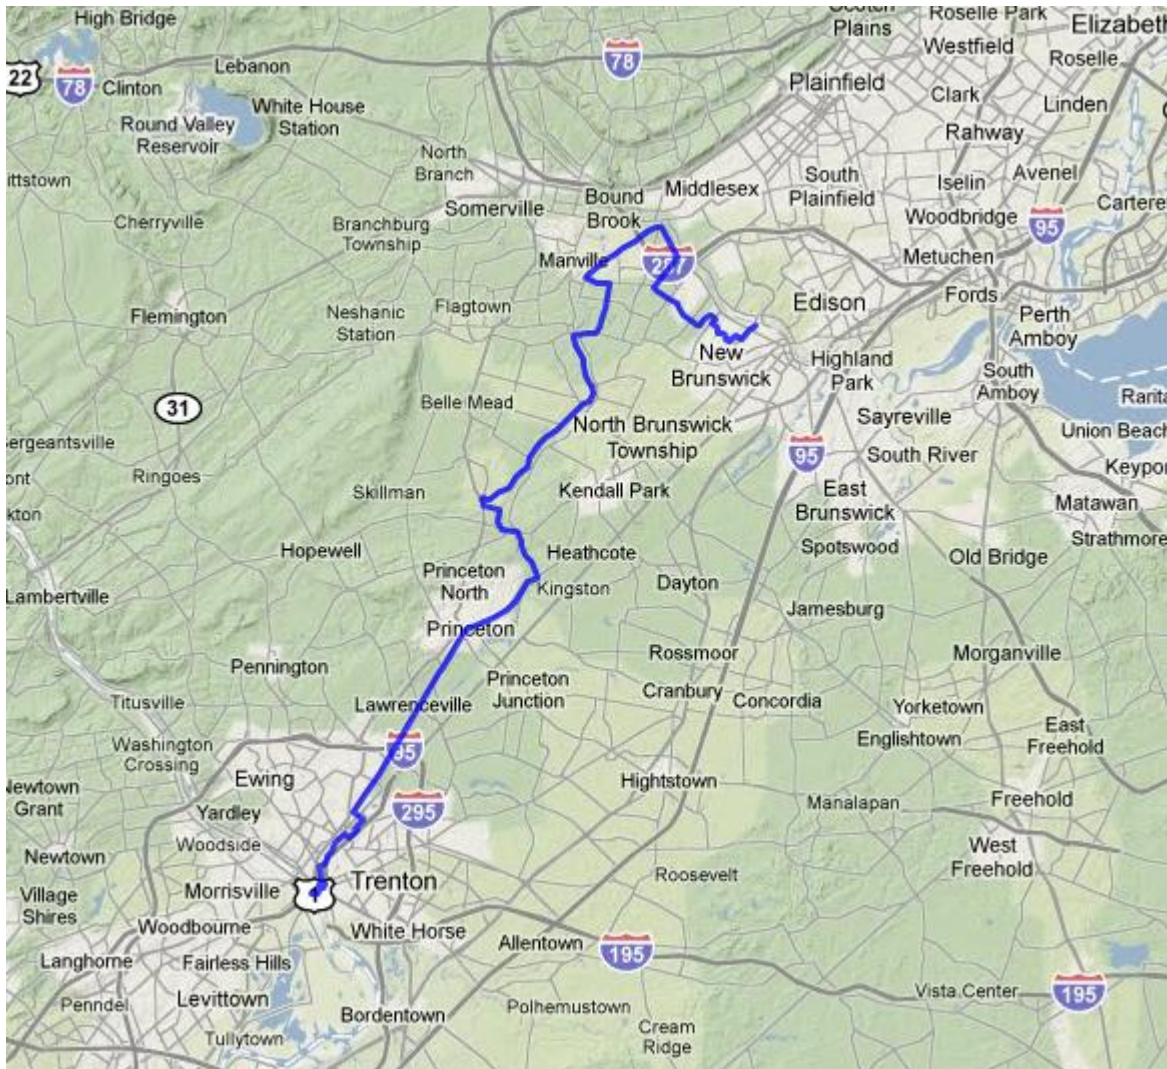 High Bridge
Scotch
Plains
Roselle Park
Elizabeth
Westfield
22
78
Clinton
Lebanon
78
Roselle
Plainfield
Clark
Linden
White House
Station
Round Valley
Reservoir
Rahway
North
Branch
ittstown
Bound
Brook
Middlesex
South
Plainfield
Iselin
Avenel
Somerville
Cherryville
Branchburg
Township
Woodbridge
95
Carteret
Manville
287
Metuchen
Flagtown
Edison
Fords
Flemington
Neshanic
Station
Perth
Amboy
New
Brunswick
Highland
Park
South
Amboy
31
Belle Mead
Sayreville
Rarita
North Brunswick
Township
Union Beach
ergeantsville
95
South River
Keypor
ont
Ringoes
Skillman
Kendall Park
East
Brunswick
Matawan
kton
Strathmore
Hopewell
Heathcote
Spotswood
Old Bridge
Princeton
North
Kingston
Dayton
Lambertville
Jamesburg
Princeton
Pennington
Rossmoor
Morganville
Princeton
Junction
Cranbury
Concordia
Titusville
Lawrenceville
Yorketown
Washington
Crossing
95
Englishtown
East
Freehold
Ewing
Hightstown
Newtown
Grant
Yardley
295
Manalapan
Freehold
Woodside
Newtown
West
Freehold
Morrisville
1
Trenton
Roosevelt
Village
Shires
Woodbourne
White Horse
Allentown
195
Langhorne
Fairless Hills
Levittown
Vista Center
195
Penndel
Bordentown
Polhemustown
Tullytown
Cream
Ridge